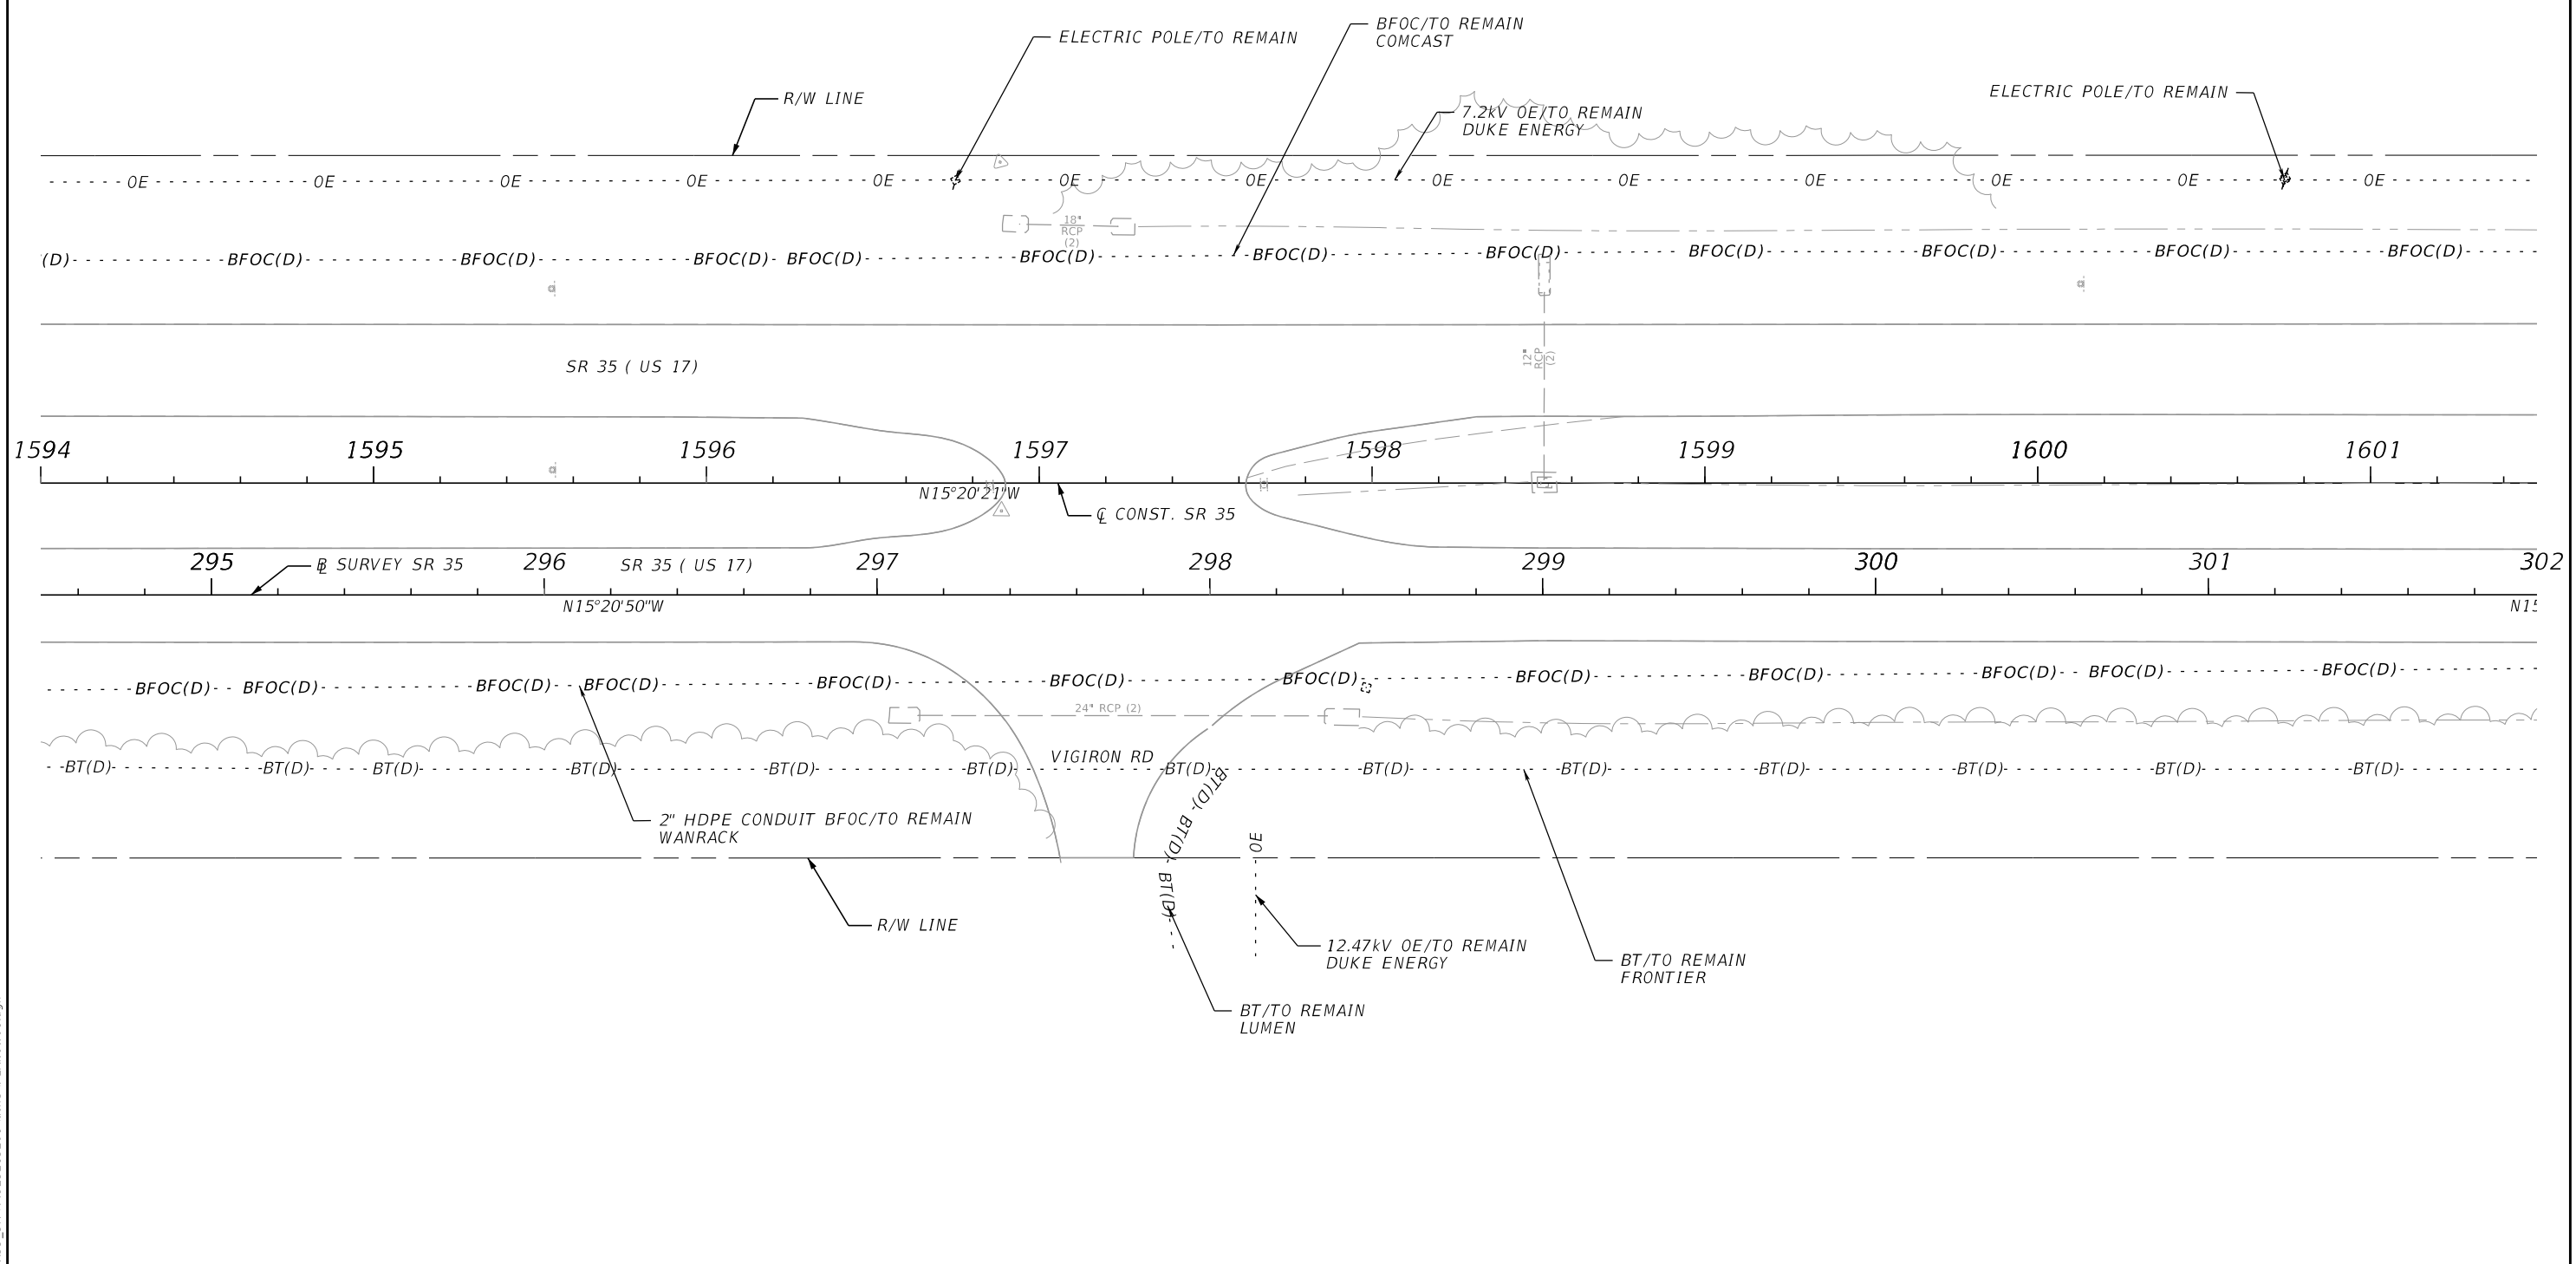 BFOC/TO REMAIN
COMCAST
ELECTRIC POLE/TO REMAIN
ELECTRIC POLE/TO REMAIN
R/W LINE
7.2kV OE/TO REMAIN
DUKE ENERGY
OE OE OE OE OE OE OE OE OE OE OE OE OE
18"
RCP
(2)
(D) BFOC(D) BFOC(D) BFOC(D) BFOC(D) BFOC(D) BFOC(D) BFOC(D) BFOC(D) BFOC(D) BFOC(D) BFOC(D)
12"
RCP
(2)
SR 35 ( US 17)
1594 1595 1596 1597 1598 1599 1600 1601
N15°20'21"W
℄ CONST. SR 35
295 296 297 298 299 300 301 302
B SURVEY SR 35
SR 35 ( US 17)
N15°20'50"W
N15
BFOC(D) BFOC(D) BFOC(D) BFOC(D) BFOC(D) BFOC(D) BFOC(D) BFOC(D) BFOC(D) BFOC(D) BFOC(D) BFOC(D)
24" RCP (2)
VIGIRON RD
BT(D) BT(D) BT(D) BT(D) BT(D) BT(D) BT(D) BT(D) BT(D) BT(D) BT(D) BT(D) BT(D)
BT(D)
BT(D)
BT(D)
OE
2" HDPE CONDUIT BFOC/TO REMAIN
WANRACK
R/W LINE
12.47kV OE/TO REMAIN
DUKE ENERGY
BT/TO REMAIN
FRONTIER
BT/TO REMAIN
LUMEN